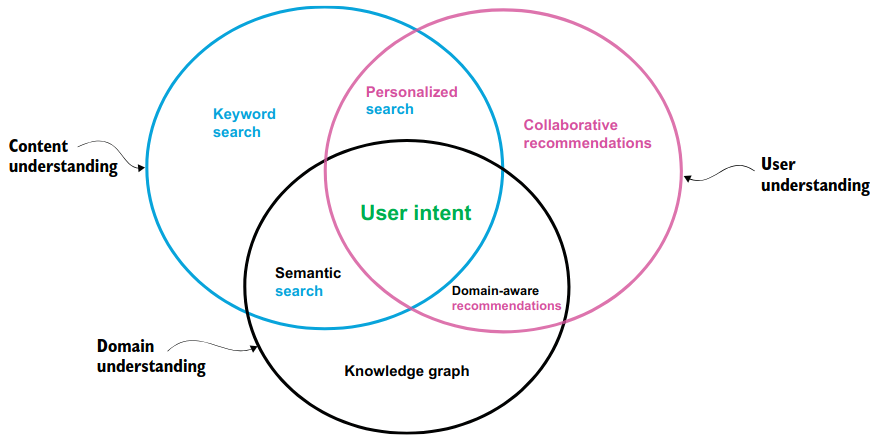 Personalized
search
Keyword
search
Collaborative
recommendations
Content
understanding
User
understanding
User intent
Semantic
search
Domain-aware
recommendations
Domain
understanding
Knowledge graph